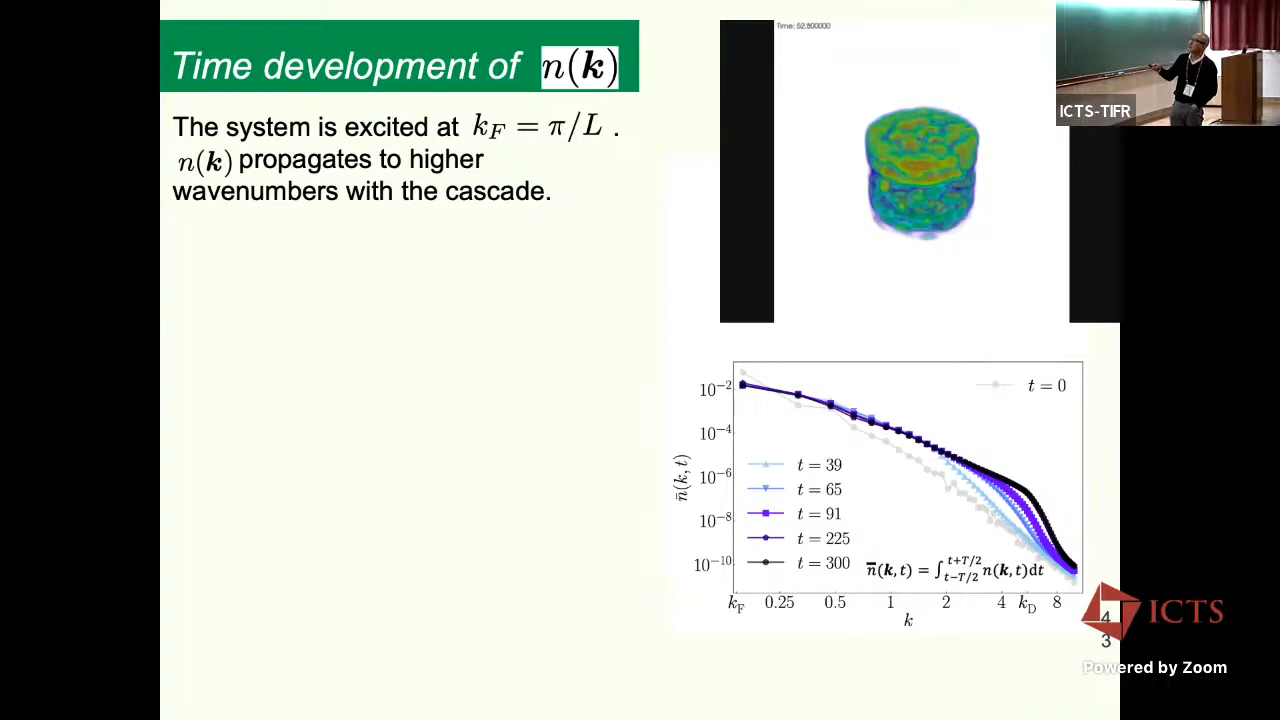 Time development of n(k)
The system is excited at k_F = π/L .
n(k) propagates to higher
wavenumbers with the cascade.
Time: 52.800000
ICTS-TIFR
t = 0
10^-2
10^-4
10^-6
10^-8
10^-10
n̄(k, t)
t = 39
t = 65
t = 91
t = 225
t = 300
n̄(k, t) = ∫_{t−T/2}^{t+T/2} n(k, t)dt
k_F 0.25 0.5 1 2 4 k_D 8
k
4
3
ICTS
Powered by Zoom